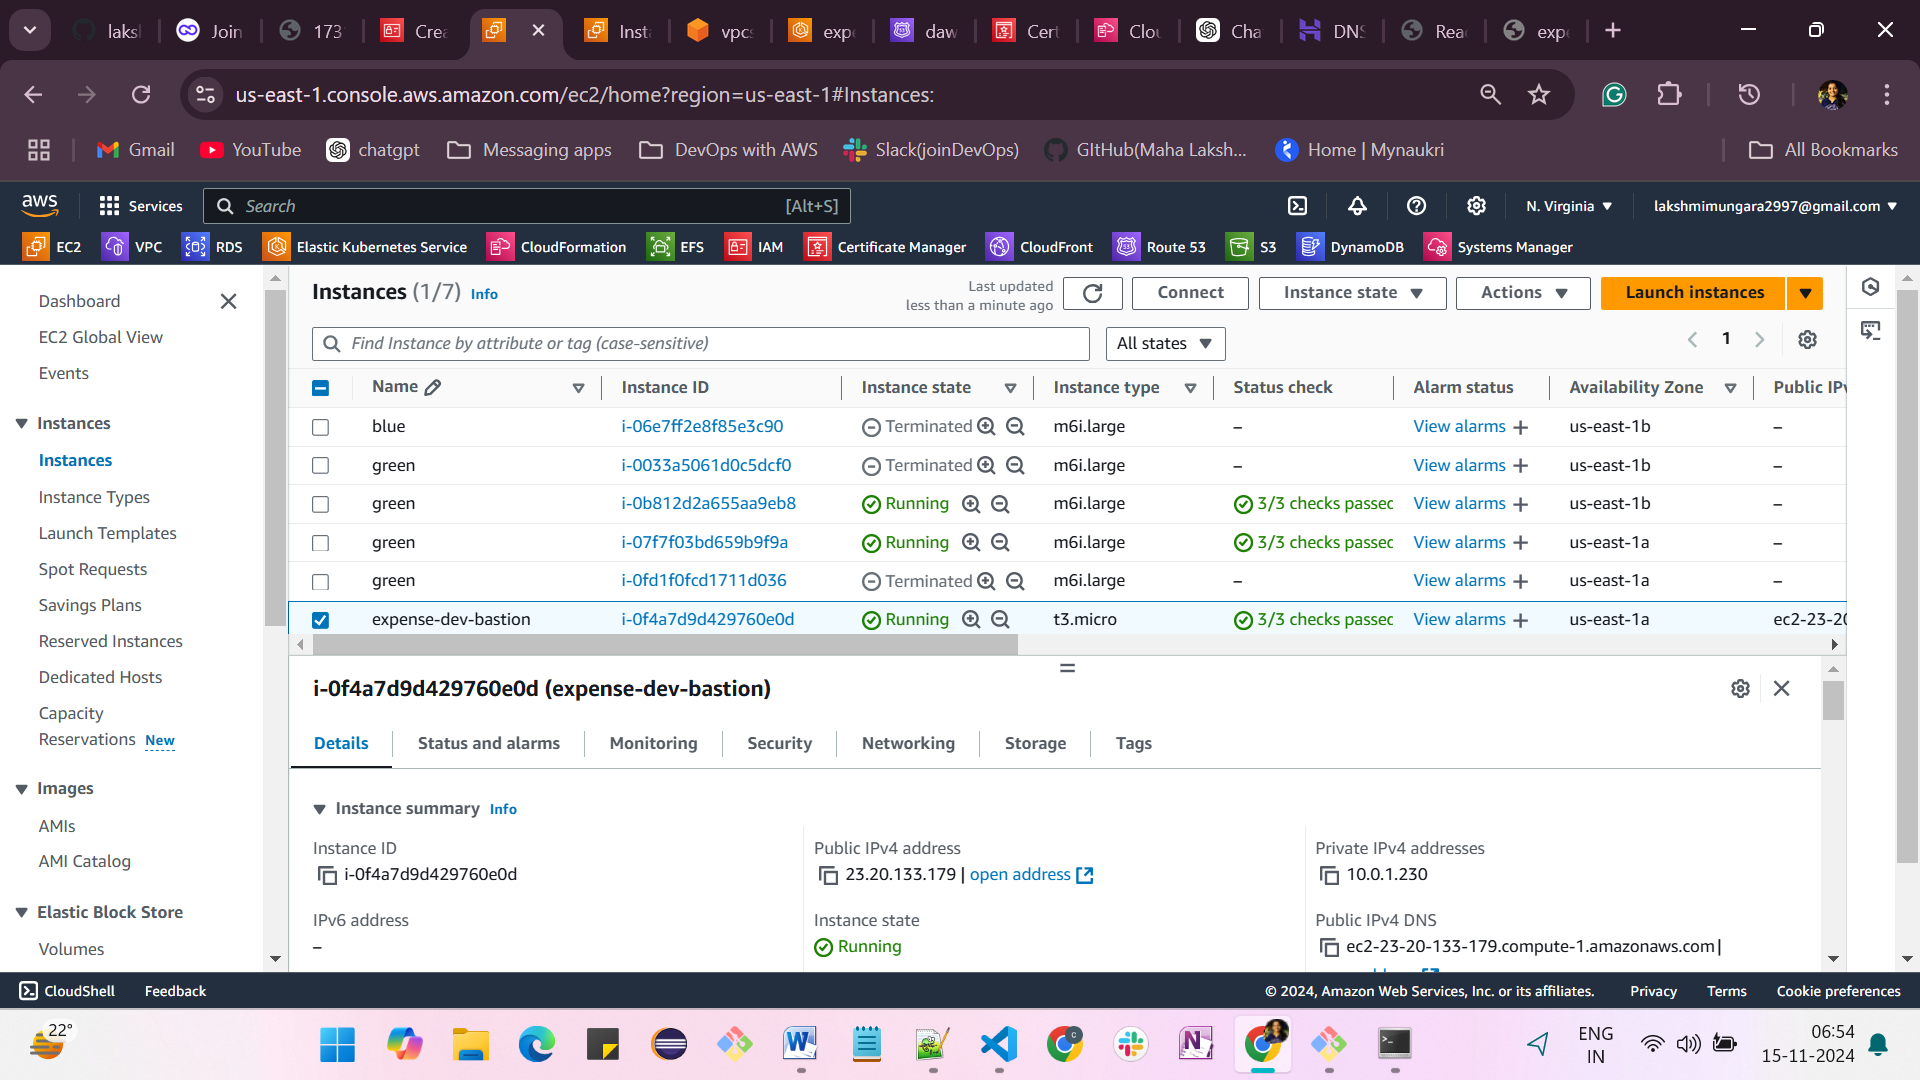 laks
Join
173
Crea
Insta
vpcs
expe
daw
Cert
Clou
Cha
DNS
Rea
expe
us-east-1.console.aws.amazon.com/ec2/home?region=us-east-1#Instances:
Gmail
YouTube
chatgpt
Messaging apps
DevOps with AWS
Slack(joinDevOps)
GItHub(Maha Laksh...
Home | Mynaukri
All Bookmarks
aws
Services
Search
[Alt+S]
N. Virginia
lakshmimungara2997@gmail.com
EC2
VPC
RDS
Elastic Kubernetes Service
CloudFormation
EFS
IAM
Certificate Manager
CloudFront
Route 53
S3
DynamoDB
Systems Manager
Dashboard
EC2 Global View
Events
Instances
Instances
Instance Types
Launch Templates
Spot Requests
Savings Plans
Reserved Instances
Dedicated Hosts
Capacity
Reservations New
Images
AMIs
AMI Catalog
Elastic Block Store
Volumes
Instances (1/7) Info
Last updated
less than a minute ago
Connect
Instance state
Actions
Launch instances
Find Instance by attribute or tag (case-sensitive)
All states
1
Name Instance ID Instance state Instance type Status check Alarm status Availability Zone Public IPv
blue i-06e7ff2e8f85e3c90 Terminated m6i.large – View alarms + us-east-1b –
green i-0033a5061d0c5dcf0 Terminated m6i.large – View alarms + us-east-1b –
green i-0b812d2a655aa9eb8 Running m6i.large 3/3 checks passed View alarms + us-east-1b –
green i-07f7f03bd659b9f9a Running m6i.large 3/3 checks passed View alarms + us-east-1a –
green i-0fd1f0fcd1711d036 Terminated m6i.large – View alarms + us-east-1a –
expense-dev-bastion i-0f4a7d9d429760e0d Running t3.micro 3/3 checks passed View alarms + us-east-1a ec2-23-20
i-0f4a7d9d429760e0d (expense-dev-bastion)
Details
Status and alarms
Monitoring
Security
Networking
Storage
Tags
Instance summary Info
Instance ID
i-0f4a7d9d429760e0d
Public IPv4 address
23.20.133.179 | open address
Private IPv4 addresses
10.0.1.230
IPv6 address
–
Instance state
Running
Public IPv4 DNS
ec2-23-20-133-179.compute-1.amazonaws.com |
CloudShell
Feedback
© 2024, Amazon Web Services, Inc. or its affiliates.
Privacy
Terms
Cookie preferences
22°
ENG
IN
06:54
15-11-2024